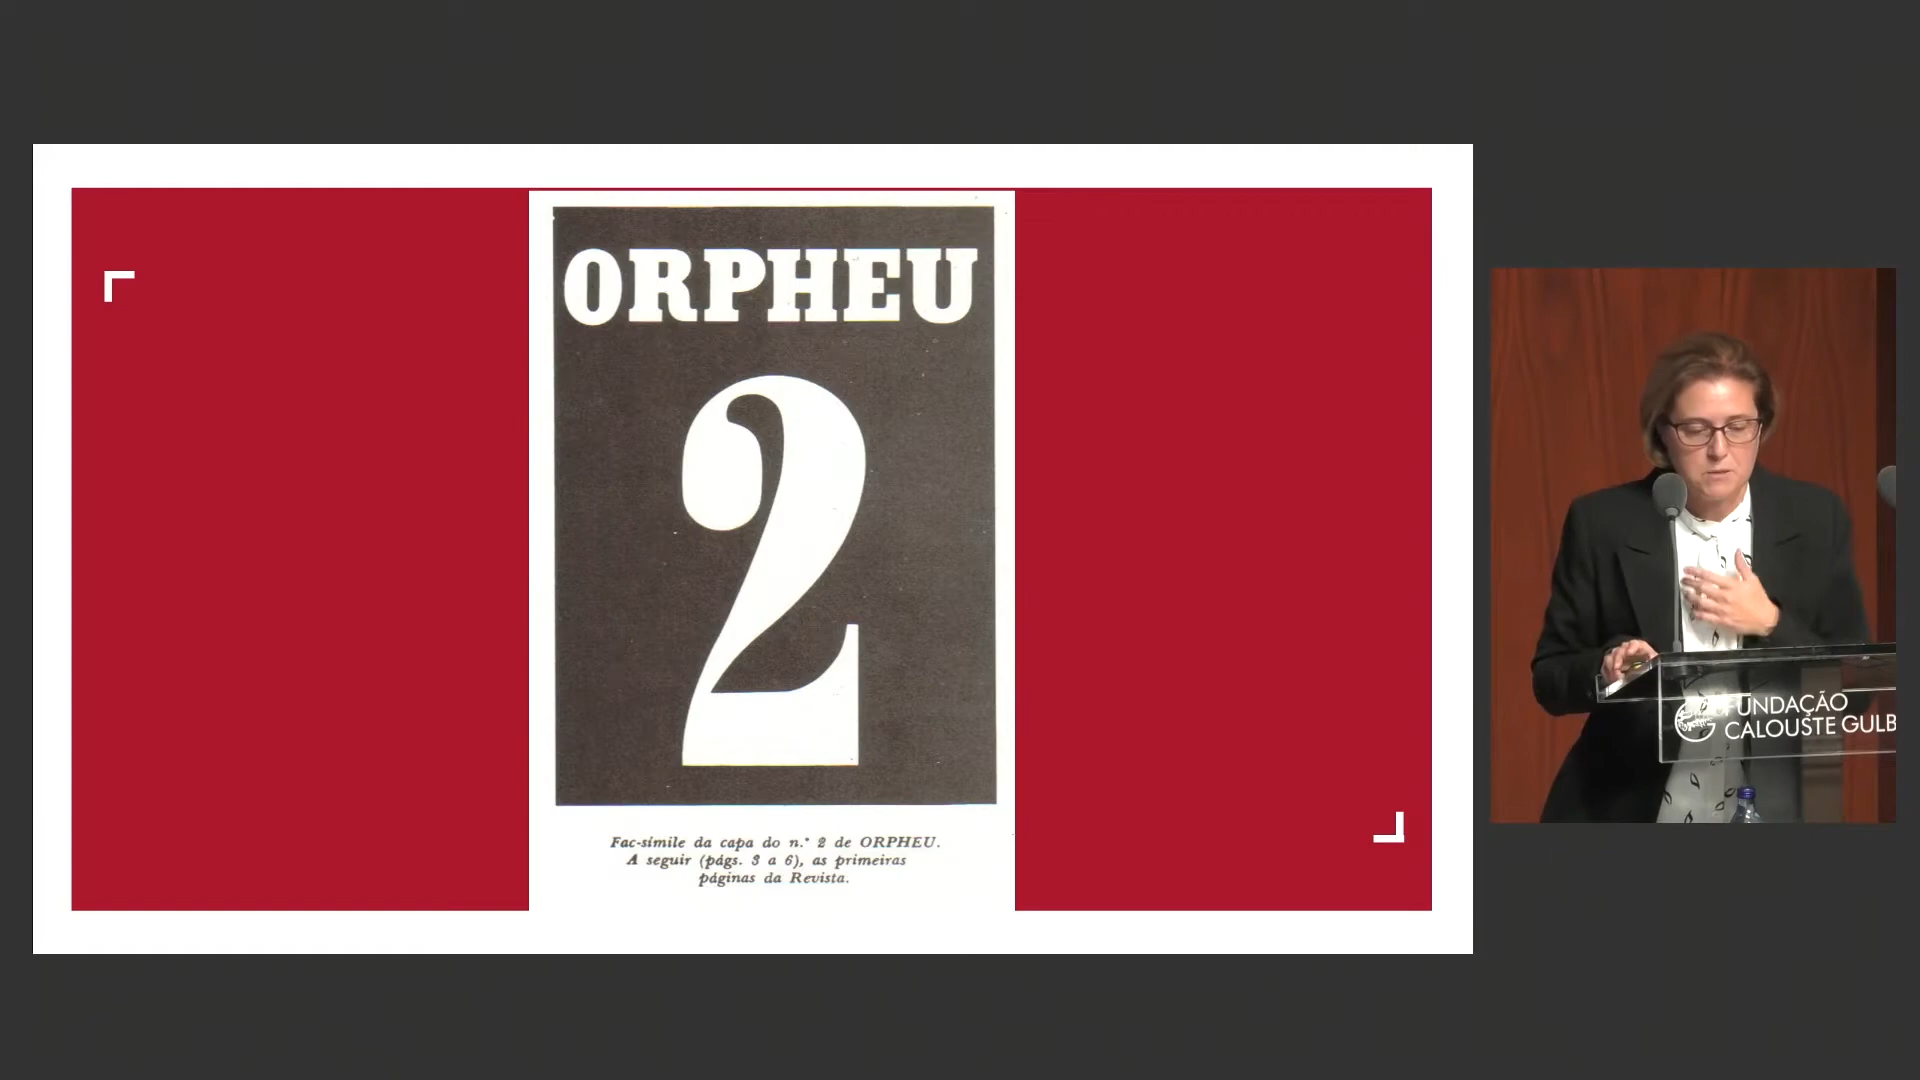 ORPHEU
2
Fac-símile da capa do n.º 2 de ORPHEU.
A seguir (págs. 3 a 6), as primeiras
páginas da Revista.
FUNDAÇÃO
CALOUSTE GULB